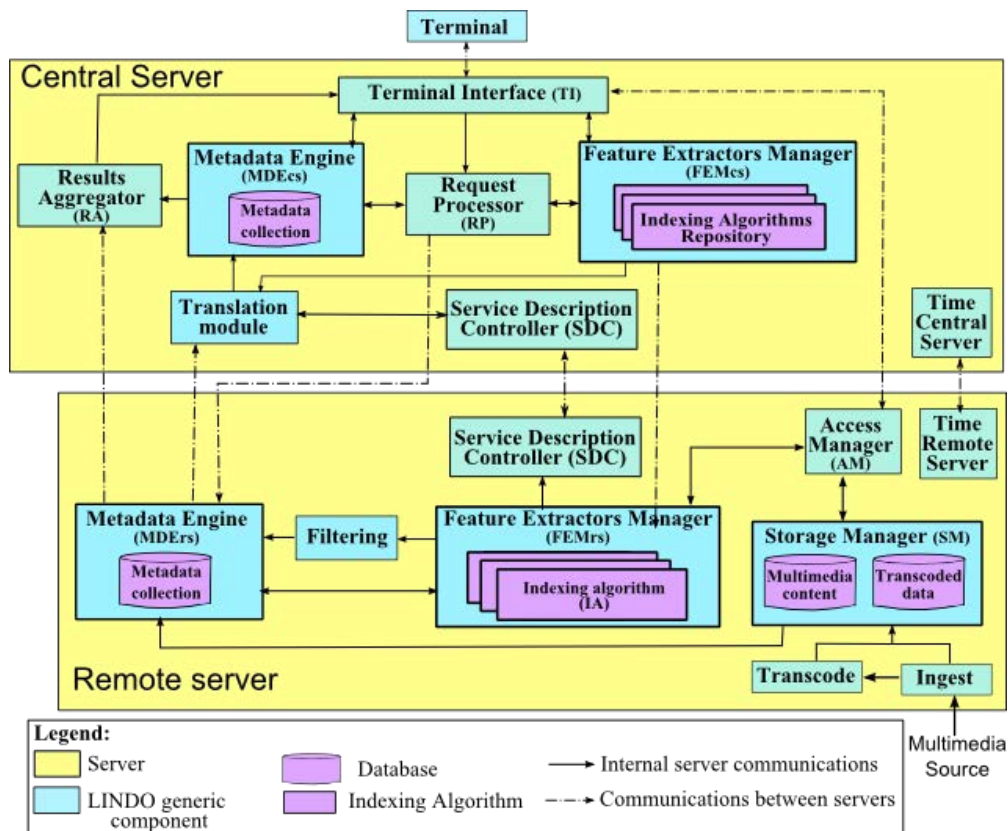 Terminal
Central Server
Terminal Interface (TI)
Metadata Engine
(MDEcs)
Metadata
collection
Feature Extractors Manager
(FEMcs)
Indexing Algorithms
Repository
Results
Aggregator
(RA)
Request
Processor
(RP)
Translation
module
Service Description
Controller (SDC)
Time
Central
Server
Service Description
Controller (SDC)
Access
Manager
(AM)
Time
Remote
Server
Metadata Engine
(MDErs)
Metadata
collection
Filtering
Feature Extractors Manager
(FEMrs)
Indexing algorithm
(IA)
Storage Manager (SM)
Multimedia
content
Transcoded
data
Remote server
Transcode
Ingest
Multimedia
Source
Legend:
Server
LINDO generic
component
Database
Indexing Algorithm
Internal server communications
Communications between servers